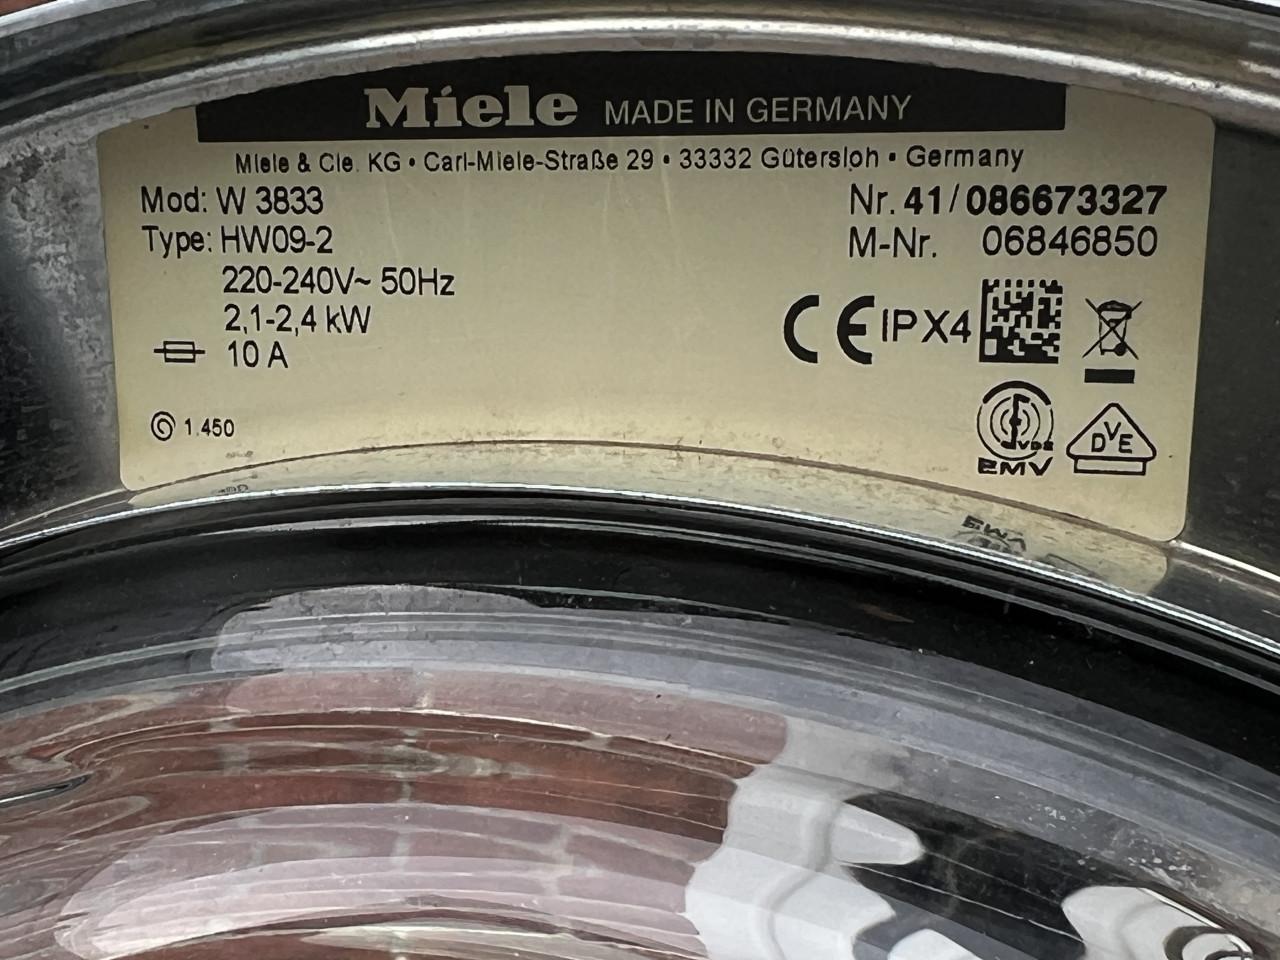 Miele MADE IN GERMANY
Miele & Cie. KG • Carl-Miele-Straße 29 • 33332 Gütersloh • Germany
Mod: W 3833 Nr. 41/086673327
Type: HW09-2 M-Nr. 06846850
220-240V~ 50Hz
2,1-2,4 kW
10 A
CE IPX4
1.450
VDE
EMV
DVE